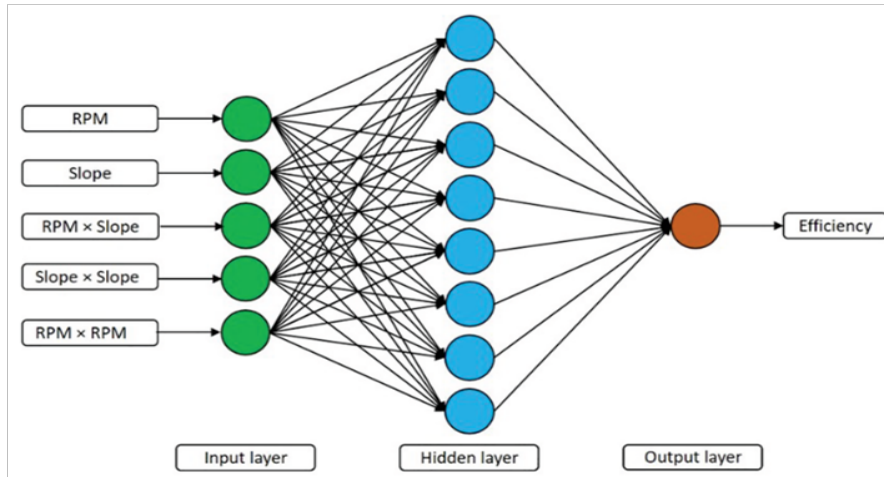 RPM
Slope
RPM × Slope
Slope × Slope
RPM × RPM
Efficiency
Input layer
Hidden layer
Output layer